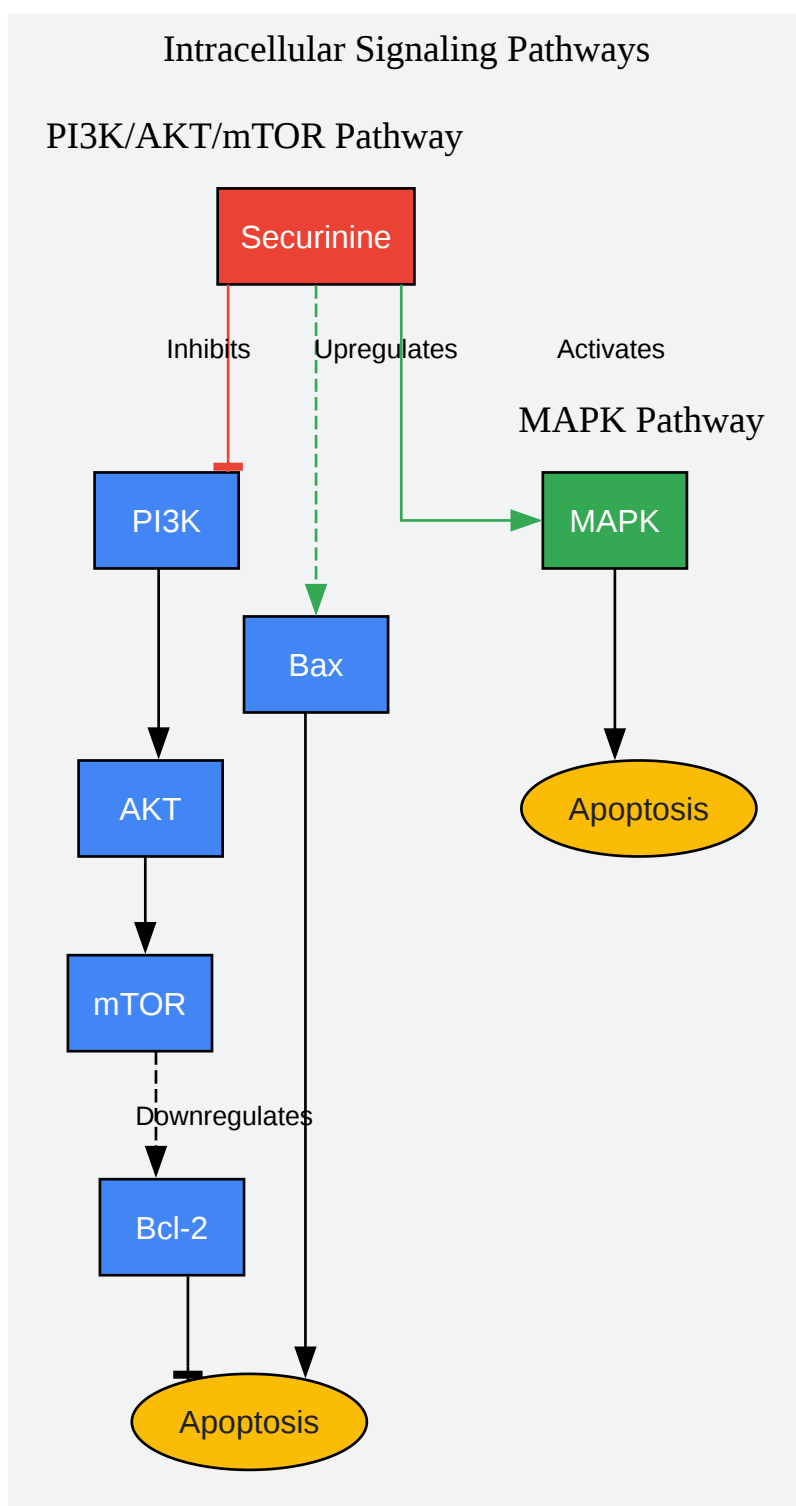 Intracellular Signaling Pathways
PI3K/AKT/mTOR Pathway
Securinine
Inhibits
Upregulates
Activates
MAPK Pathway
PI3K
MAPK
Bax
AKT
Apoptosis
mTOR
Downregulates
Bcl-2
Apoptosis